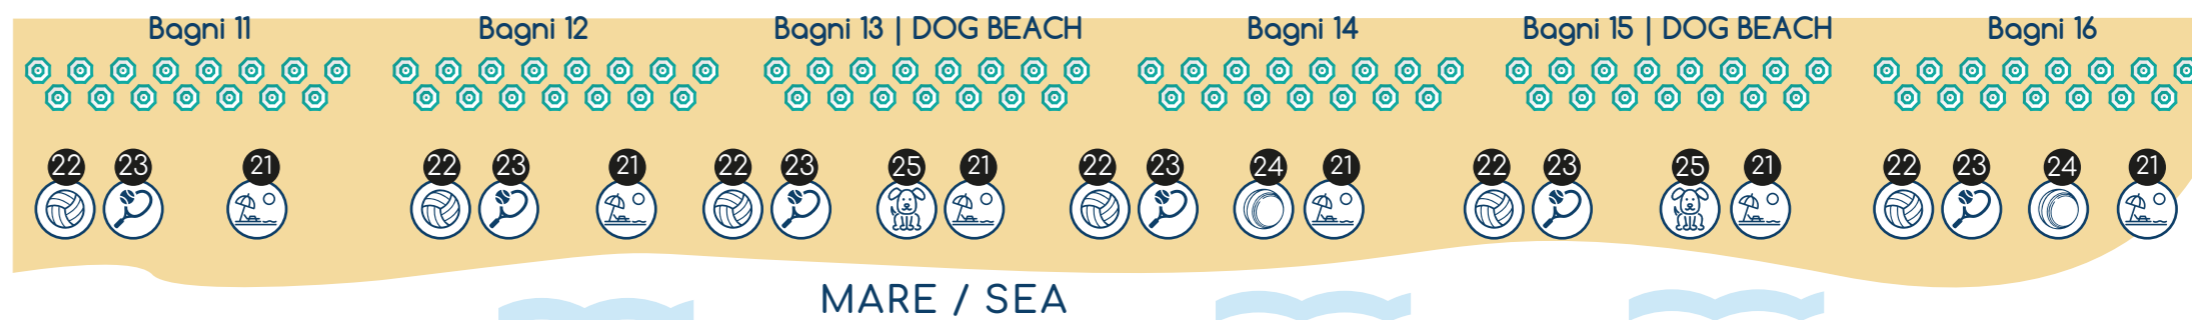 Bagni 11 Bagni 12 Bagni 13 | DOG BEACH Bagni 14 Bagni 15 | DOG BEACH Bagni 16
22 23 21 22 23 21 22 23 25 21 22 23 24 21 22 23 25 21 22 23 24 21
MARE / SEA